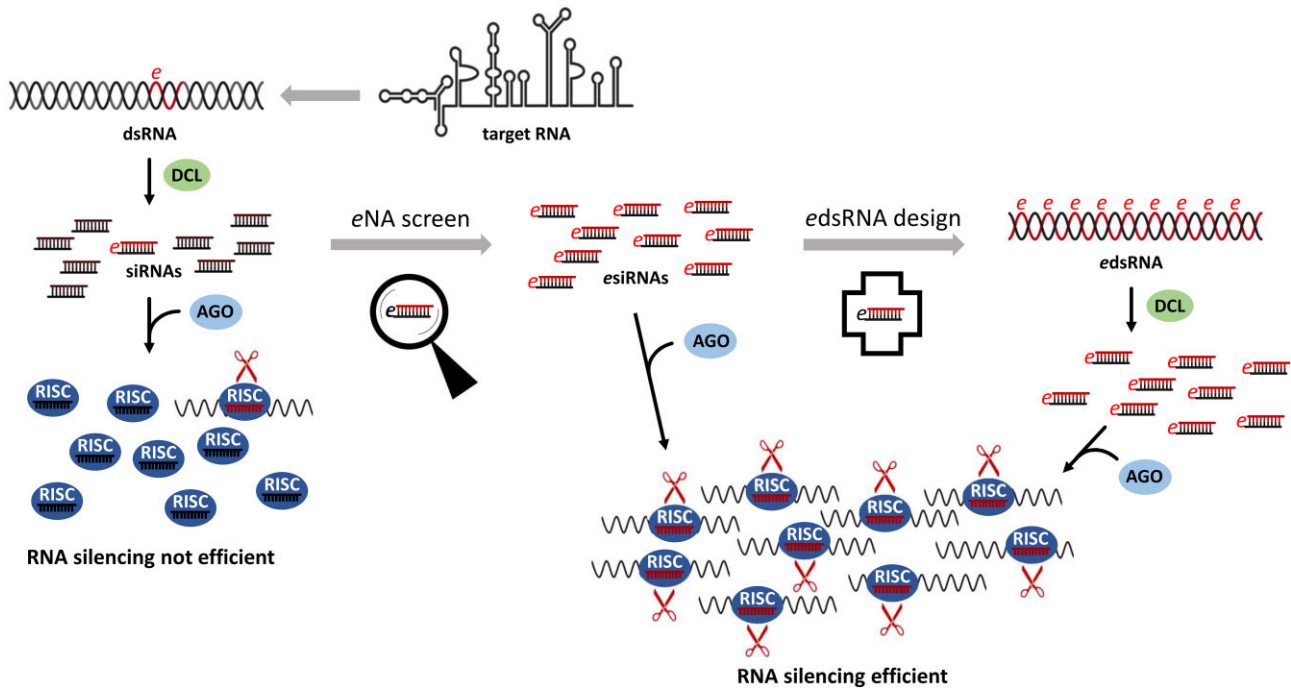 e
dsRNA
target RNA
DCL
e
siRNAs
AGO
RISC
RISC
RISC
RISC
RISC
RISC
RISC
RISC
RISC
RNA silencing not efficient
eNA screen
e
e
e
e
e
e
e
e
e
e
esiRNAs
AGO
edsRNA design
e
e e e e e e e e e
edsRNA
DCL
e
e
e
e
e
e
e
e
e
AGO
RISC
RISC
RISC
RISC
RISC
RISC
RISC
RISC
RISC
RNA silencing efficient